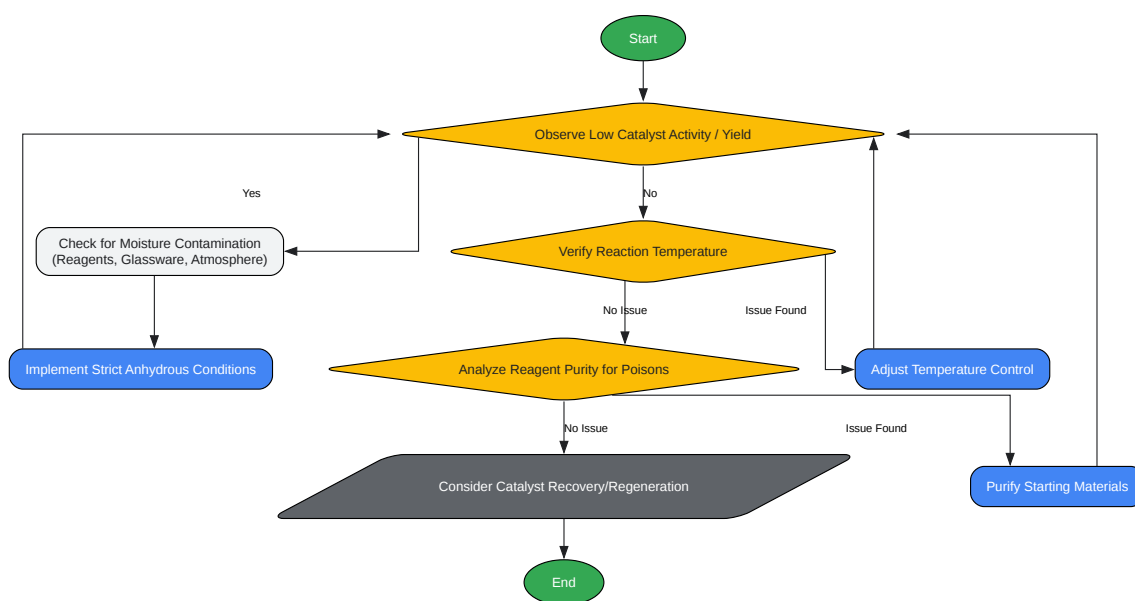 Start
Observe Low Catalyst Activity / Yield
Yes
No
Check for Moisture Contamination
(Reagents, Glassware, Atmosphere)
Verify Reaction Temperature
No Issue
Issue Found
Implement Strict Anhydrous Conditions
Analyze Reagent Purity for Poisons
Adjust Temperature Control
No Issue
Issue Found
Consider Catalyst Recovery/Regeneration
Purify Starting Materials
End